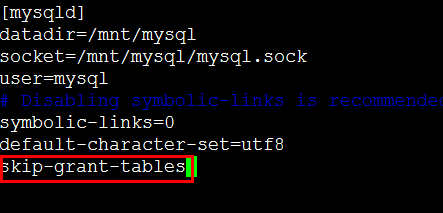 [mysqld]
datadir=/mnt/mysql
socket=/mnt/mysql/mysql.sock
user=mysql
# Disabling symbolic-links is recommended
symbolic-links=0
default-character-set=utf8
skip-grant-tables